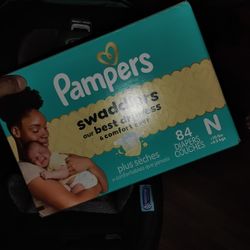 Pampers
swaddlers
our best dryness
& comfort ever
84 N
DIAPERS
COUCHES
plus sèches